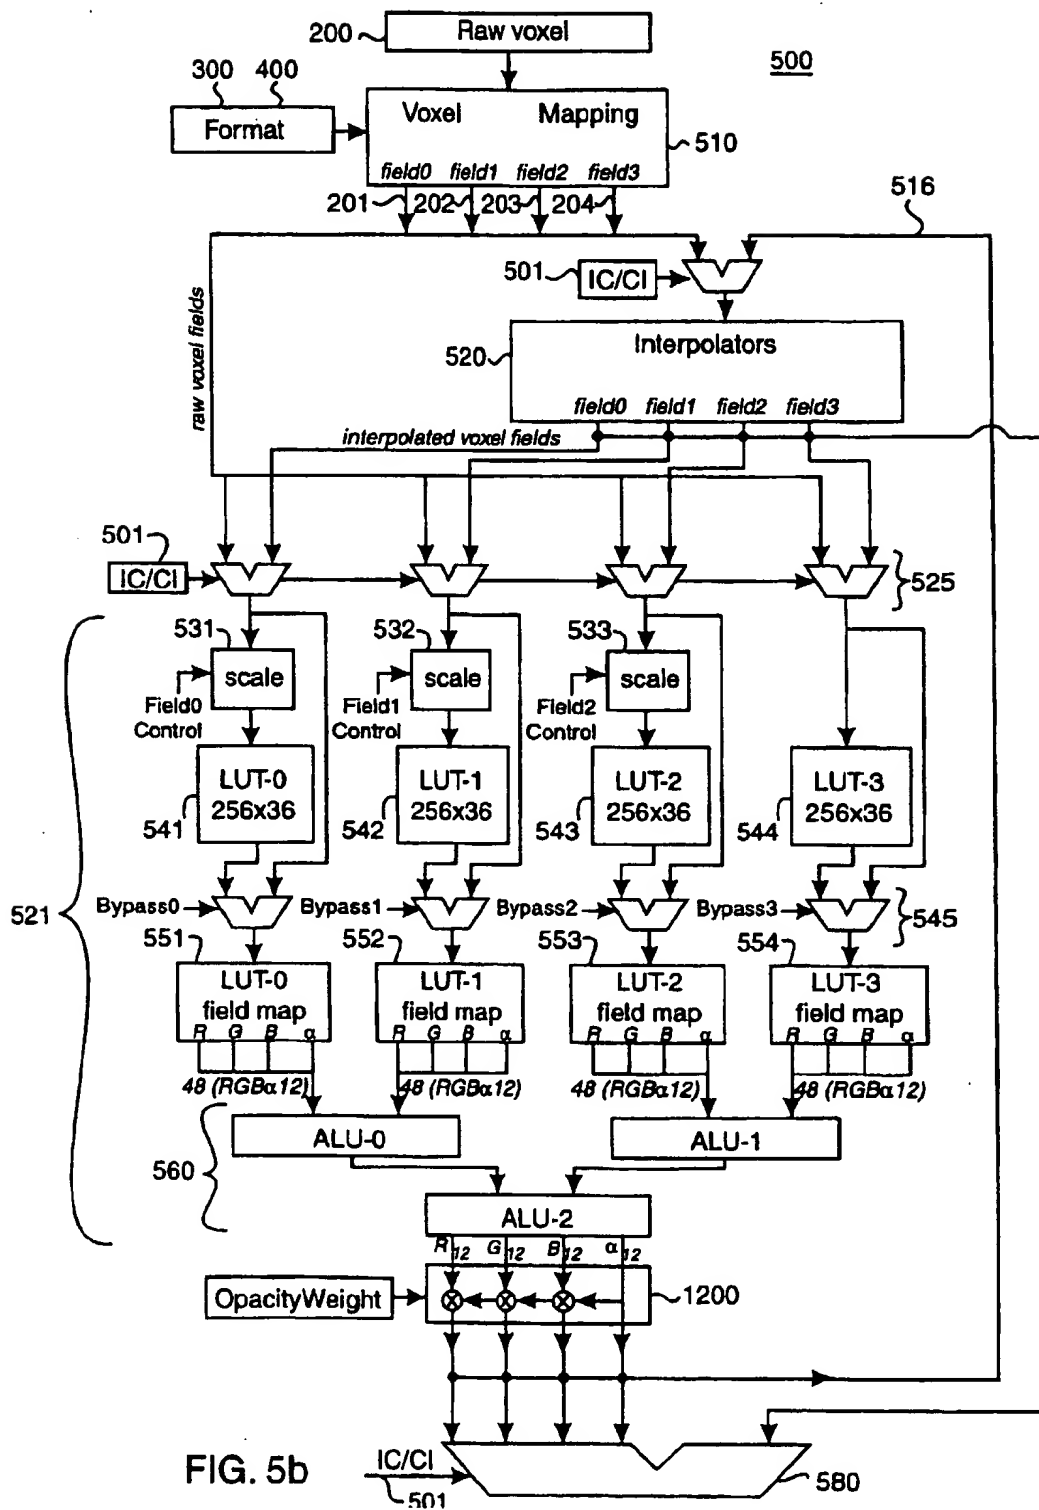 200
Raw voxel
500
300
400
Format
Voxel Mapping
510
field0 field1 field2 field3
201
202
203
204
516
501
IC/CI
raw voxel fields
Interpolators
520
field0 field1 field2 field3
interpolated voxel fields
501
IC/CI
525
531
532
533
scale
scale
scale
Field0
Control
Field1
Control
Field2
Control
LUT-0
256x36
LUT-1
256x36
LUT-2
256x36
LUT-3
256x36
541
542
543
544
521
Bypass0
Bypass1
Bypass2
Bypass3
545
551
552
553
554
LUT-0
field map
R G B α
LUT-1
field map
R G B α
LUT-2
field map
R G B α
LUT-3
field map
R G B α
48 (RGBα12)
48 (RGBα12)
48 (RGBα12)
48 (RGBα12)
ALU-0
ALU-1
560
ALU-2
R 12 G 12 B 12 α 12
OpacityWeight
1200
FIG. 5b
IC/CI
501
580